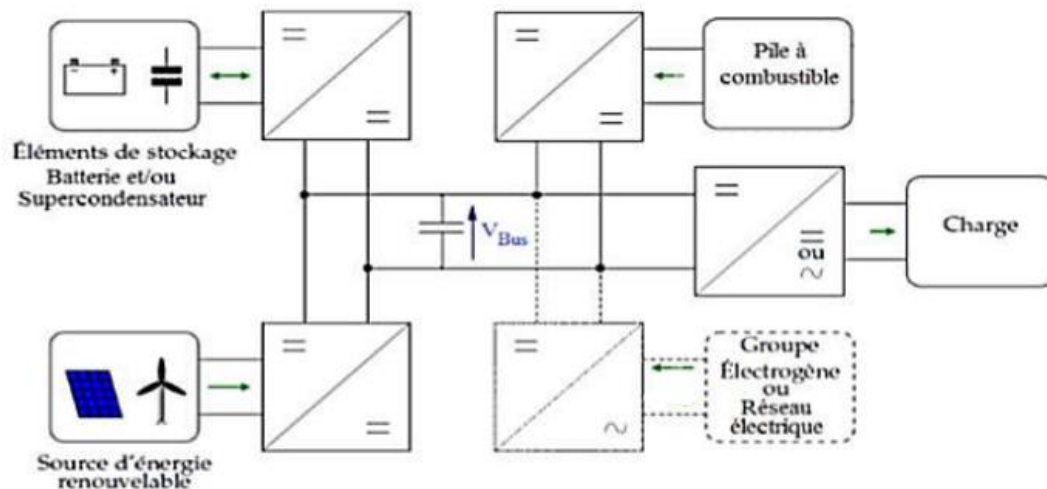 Pile à
combustible
Éléments de stockage
Batterie et/ou
Supercondensateur
V_Bus
ou
Charge
Groupe
Électrogène
ou
Réseau
électrique
Source d'énergie
renouvelable